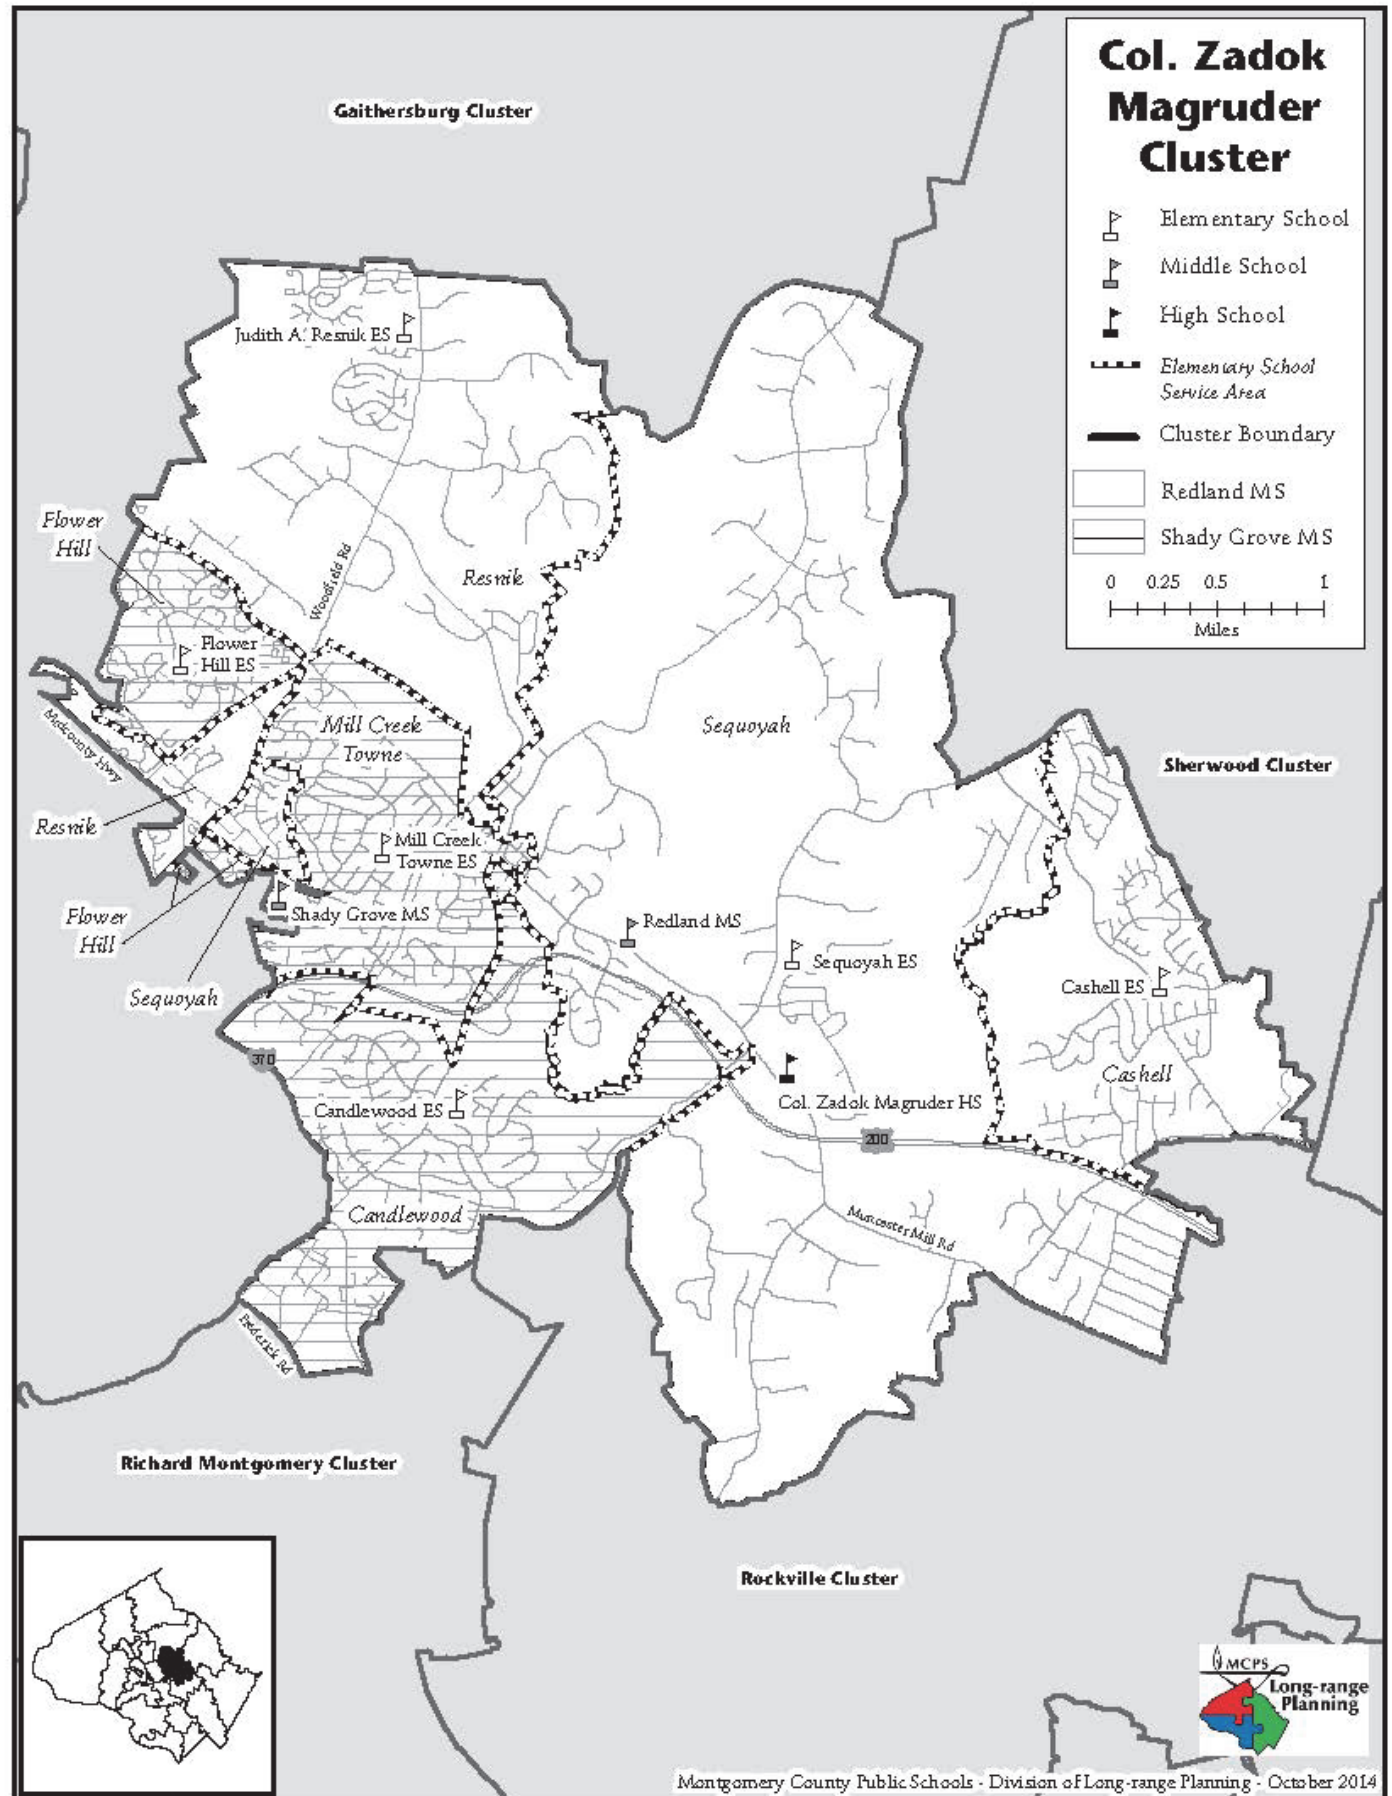 Col. Zadok
Magruder
Cluster
Elementary School
Middle School
High School
Elementary School
Service Area
Cluster Boundary
Redland MS
Shady Grove MS
0 0.25 0.5 1
Miles
Gaithersburg Cluster
Judith A. Resnik ES
Flower
Hill
Woodfield Rd
Resnik
Flower
Hill ES
Mill Creek
Towne
Sequoyah
Midcounty Hwy
Sherwood Cluster
Resnik
Mill Creek
Towne ES
Flower
Hill
Shady Grove MS
Redland MS
Sequoyah ES
Cashell ES
Sequoyah
370
Cashell
Candlewood ES
Col. Zadok Magruder HS
200
Candlewood
Muncester Mill Rd
Frederick Rd
Richard Montgomery Cluster
Rockville Cluster
MCPS
Long-range
Planning
Montgomery County Public Schools - Division of Long-range Planning - October 2014